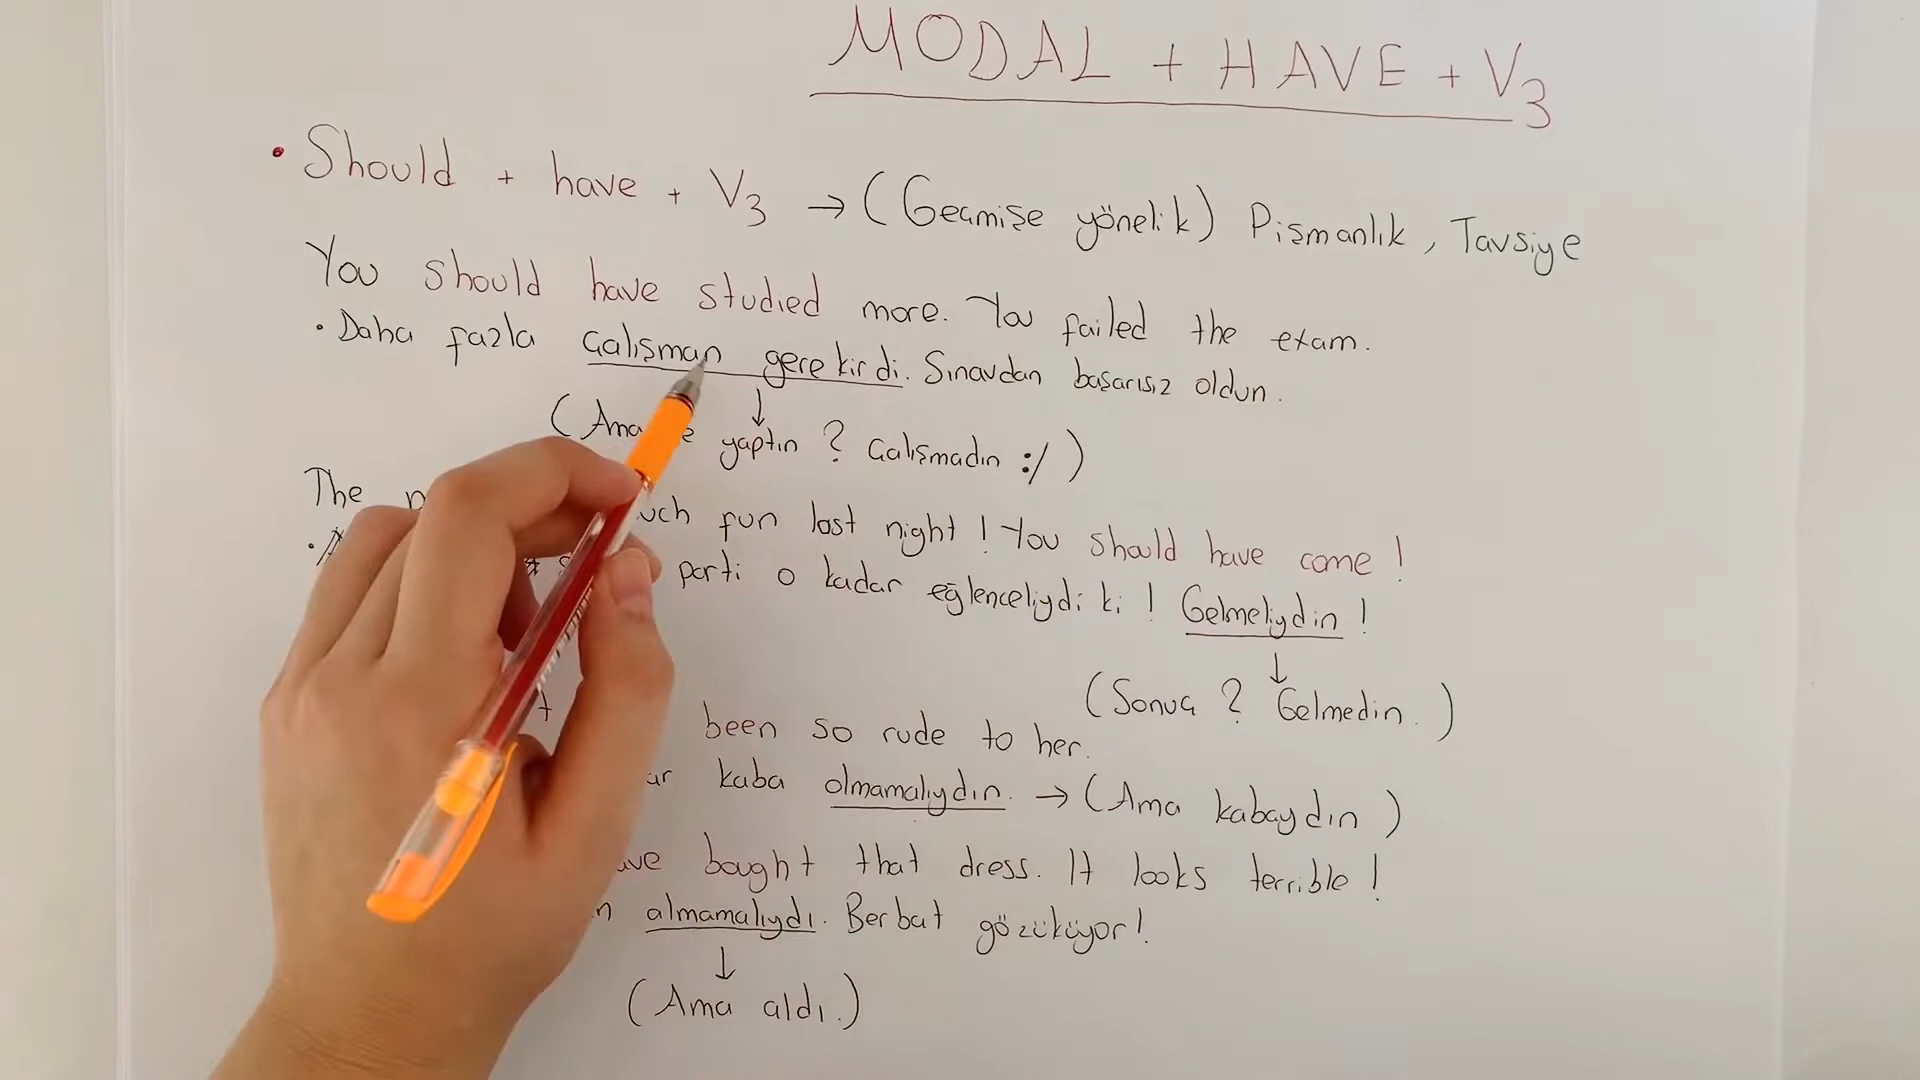 MODAL + HAVE + V3
• Should + have + V3 → (Geçmişe yönelik) Pişmanlık, Tavsiye
You should have studied more. You failed the exam.
• Daha fazla çalışman gerekirdi. Sınavdan başarısız oldun.
(Ama yaptın? Çalışmadın :/ )
The fun last night! You should have come!
parti o kadar eğlenceliydi ki! Gelmeliydin!
(Sonuç? Gelmedin.)
been so rude to her.
kaba olmamalıydın. → (Ama kabaydın)
bought that dress. It looks terrible!
almamalıydı. Berbat gözüküyor!
(Ama aldı.)